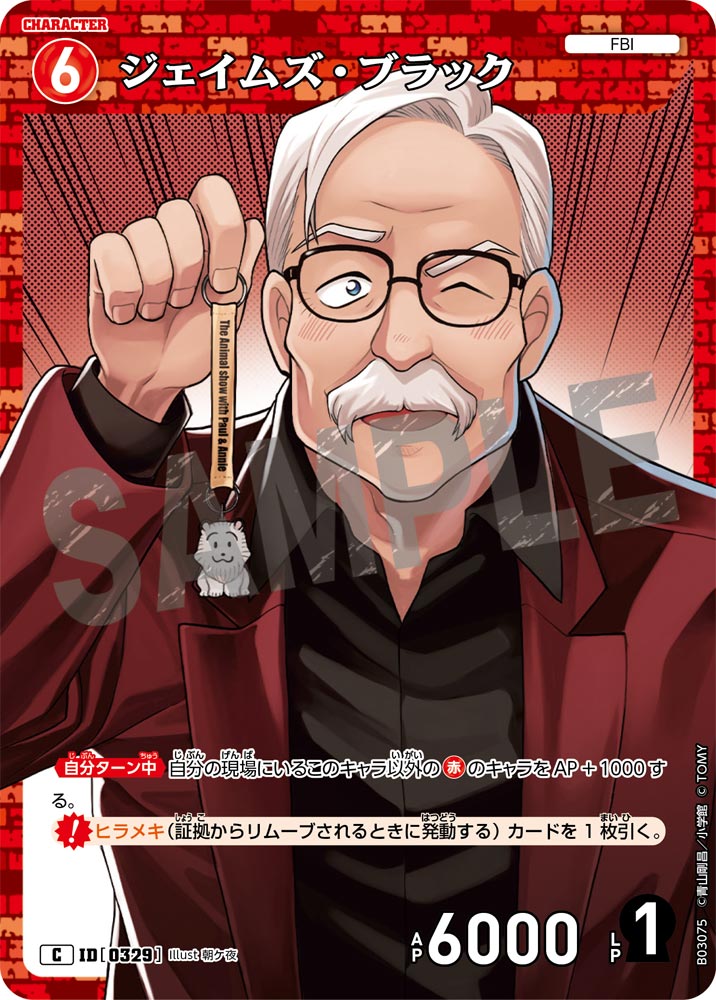 CHARACTER
6
ジェイムズ・ブラック
FBI
The Animal show with Paul & Annie
SAMPLE
自分ターン中 自分の現場にいるこのキャラ以外の赤のキャラをAP+1000す
る。
ヒラメキ(証拠からリムーブされるときに発動する) カードを1枚引く。
AP 6000 LP 1
C ID[0329] Illust 朝ケ夜
B03075 ©青山剛昌/小学館 ©TOMY